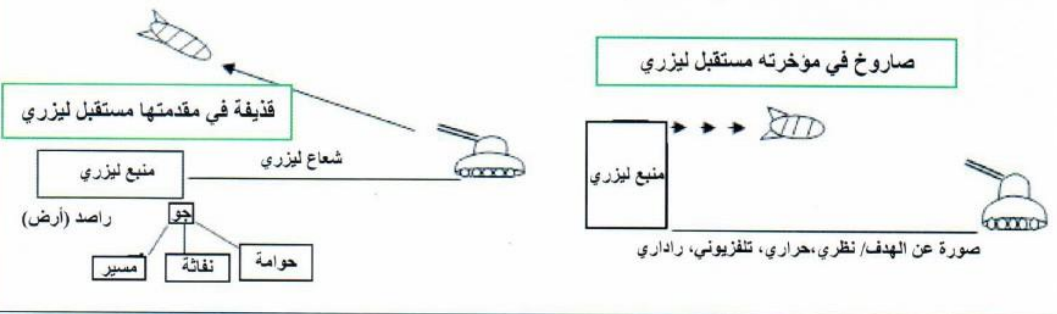 صاروخ في مؤخرته مستقبل ليزري
منبع ليزري
صورة عن الهدف/ نظري،حراري، تلفزيوني، راداري
قذيفة في مقدمتها مستقبل ليزري
شعاع ليزري
منبع ليزري
راصد (أرض)
جو
حوامة
نفاثة
مسير